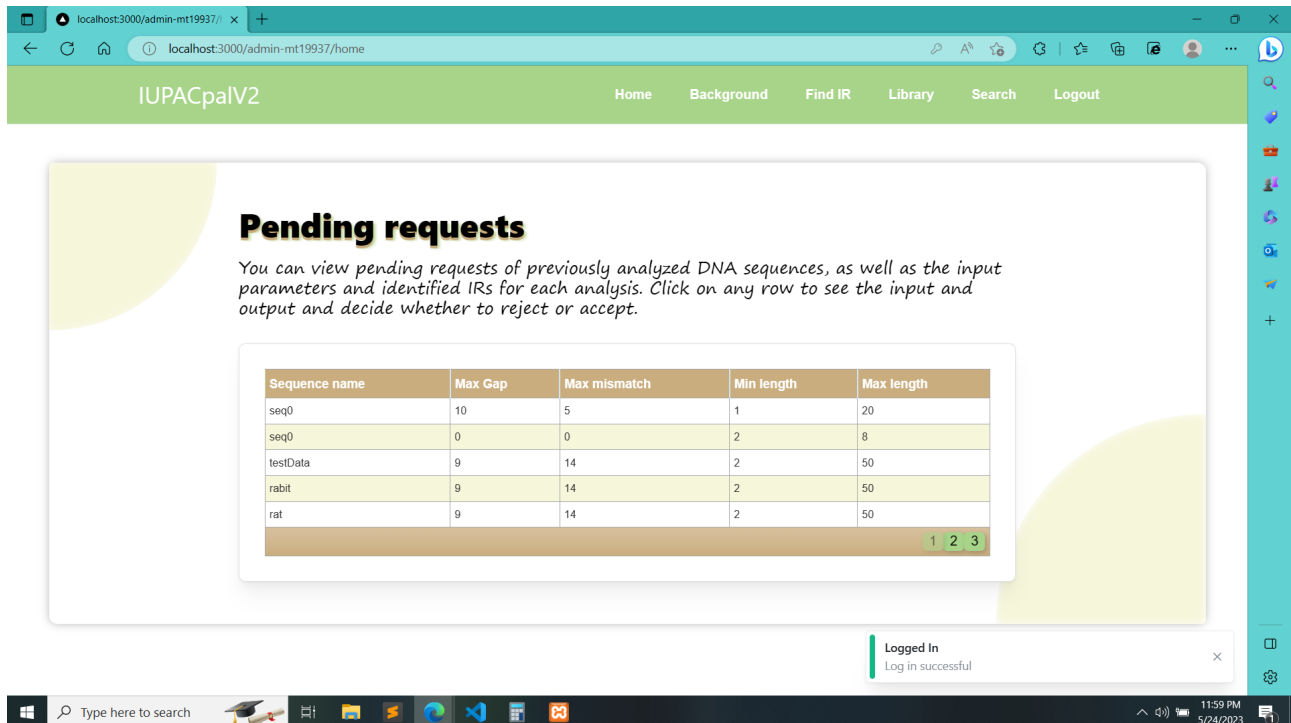 localhost:3000/admin-mt19937/
localhost:3000/admin-mt19937/home
IUPACpalV2
Home Background Find IR Library Search Logout
Pending requests
You can view pending requests of previously analyzed DNA sequences, as well as the input
parameters and identified IRs for each analysis. Click on any row to see the input and
output and decide whether to reject or accept.
Sequence name Max Gap Max mismatch Min length Max length
seq0 10 5 1 20
seq0 0 0 2 8
testData 9 14 2 50
rabit 9 14 2 50
rat 9 14 2 50
1 2 3
Logged In
Log in successful
Type here to search
11:59 PM
5/24/2023